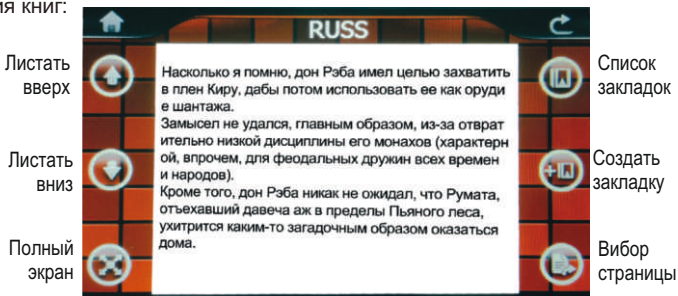 ия книг:
RUSS
Листать
вверх
Листать
вниз
Полный
экран
Насколько я помню, дон Рэба имел целью захватить
в плен Киру, дабы потом использовать ее как оруди
е шантажа.
Замысел не удался, главным образом, из-за отврат
ительно низкой дисциплины его монахов (характерн
ой, впрочем, для феодальных дружин всех времен
и народов).
Кроме того, дон Рэба никак не ожидал, что Румата,
отъехавший давеча аж в пределы Пьяного леса,
ухитрится каким-то загадочным образом оказаться
дома.
Список
закладок
Создать
закладку
Вибор
страницы